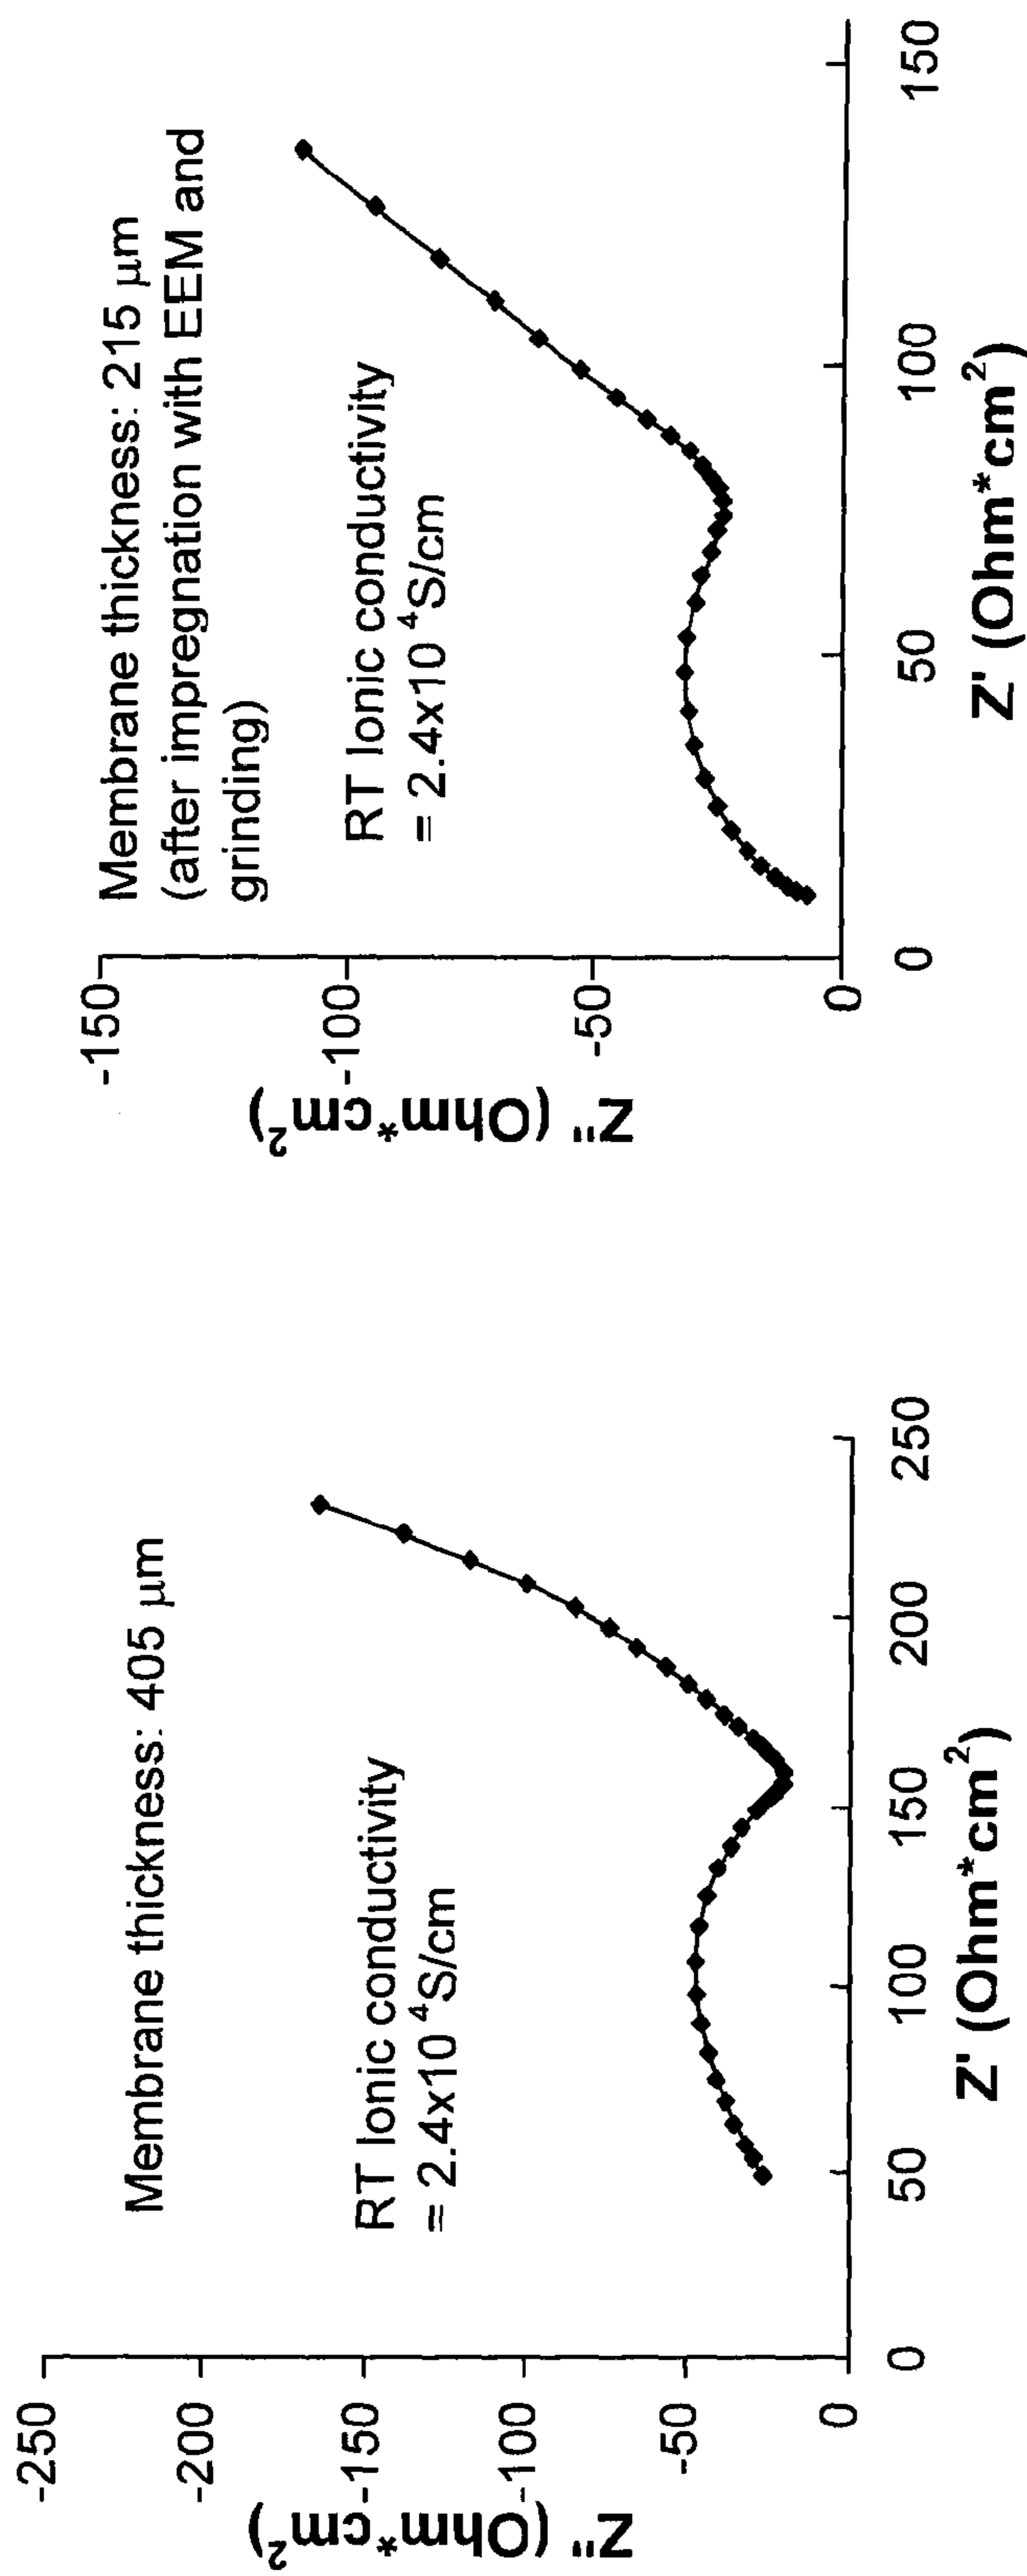 Membrane thickness: 405 μm
RT Ionic conductivity
= 2.4x10 ⁴S/cm
Z" (Ohm*cm²)
-250
-200
-150
-100
-50
0
0
50
100
150
200
250
Z' (Ohm*cm²)
Membrane thickness: 215 μm
(after impregnation with EEM and
grinding)
RT Ionic conductivity
= 2.4x10 ⁴S/cm
Z" (Ohm*cm²)
-150
-100
-50
0
0
50
100
150
Z' (Ohm*cm²)